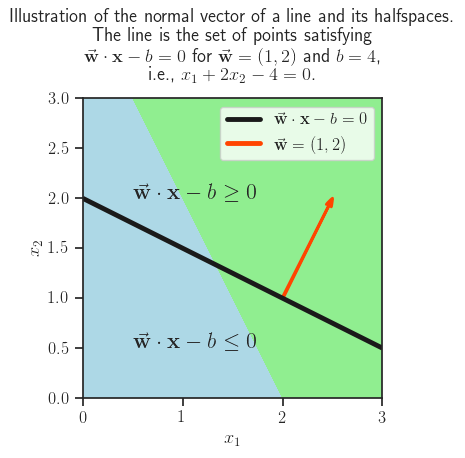 Illustration of the normal vector of a line and its halfspaces.
The line is the set of points satisfying
$\vec{\mathbf{w}} \cdot \mathbf{x} - b = 0$ for $\vec{\mathbf{w}} = (1, 2)$ and $b = 4$,
i.e., $x_1 + 2x_2 - 4 = 0$.
3.0
$\vec{\mathbf{w}} \cdot \mathbf{x} - b = 0$
$\vec{\mathbf{w}} = (1, 2)$
2.5
2.0
$\vec{\mathbf{w}} \cdot \mathbf{x} - b \geq 0$
1.5
$x_2$
1.0
0.5
$\vec{\mathbf{w}} \cdot \mathbf{x} - b \leq 0$
0.0
0 1 2 3
$x_1$